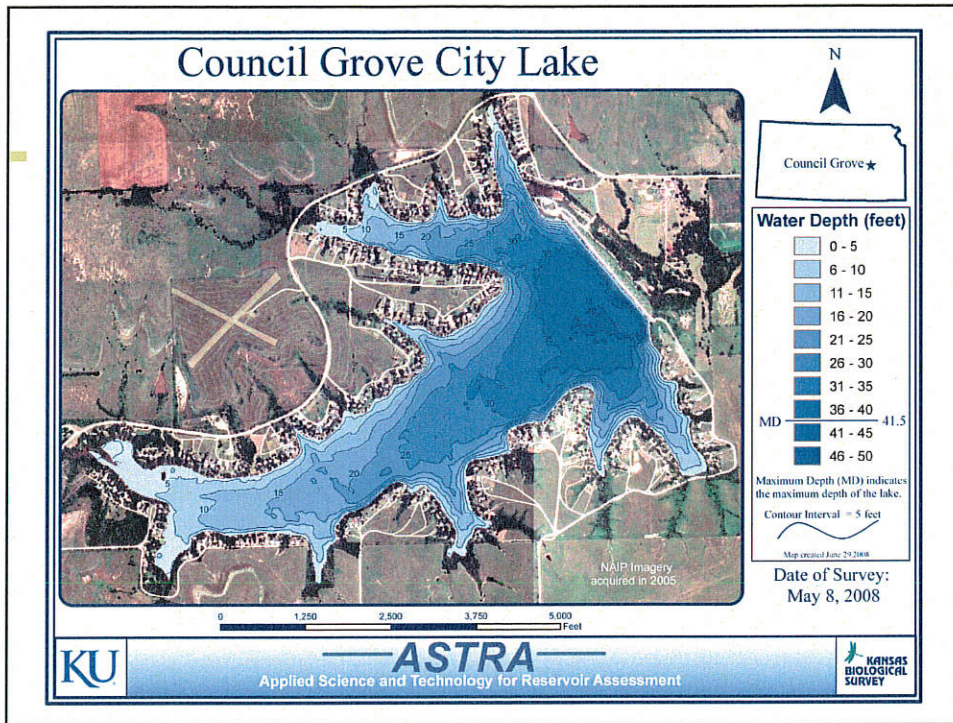 Council Grove City Lake
N
Council Grove
Water Depth (feet)
0 - 5
6 - 10
11 - 15
16 - 20
21 - 25
26 - 30
31 - 35
36 - 40
MD 41.5
41 - 45
46 - 50
Maximum Depth (MD) indicates
the maximum depth of the lake.
Contour Interval = 5 feet
Map created June 29,2008
Date of Survey:
May 8, 2008
5 10 15 20 25 30
15 20
10
NAIP Imagery
acquired in 2005
0 1,250 2,500 3,750 5,000
Feet
KU
ASTRA
Applied Science and Technology for Reservoir Assessment
KANSAS
BIOLOGICAL
SURVEY